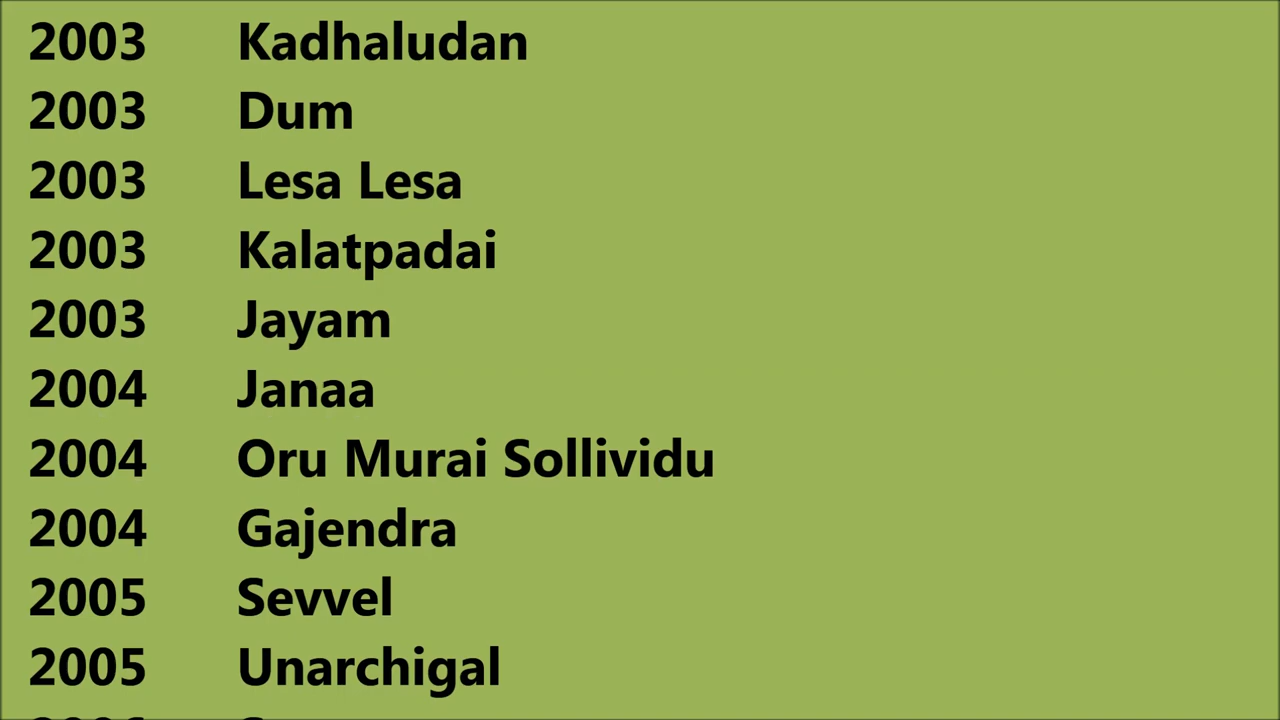 2003 Kadhaludan
2003 Dum
2003 Lesa Lesa
2003 Kalatpadai
2003 Jayam
2004 Janaa
2004 Oru Murai Sollividu
2004 Gajendra
2005 Sevvel
2005 Unarchigal